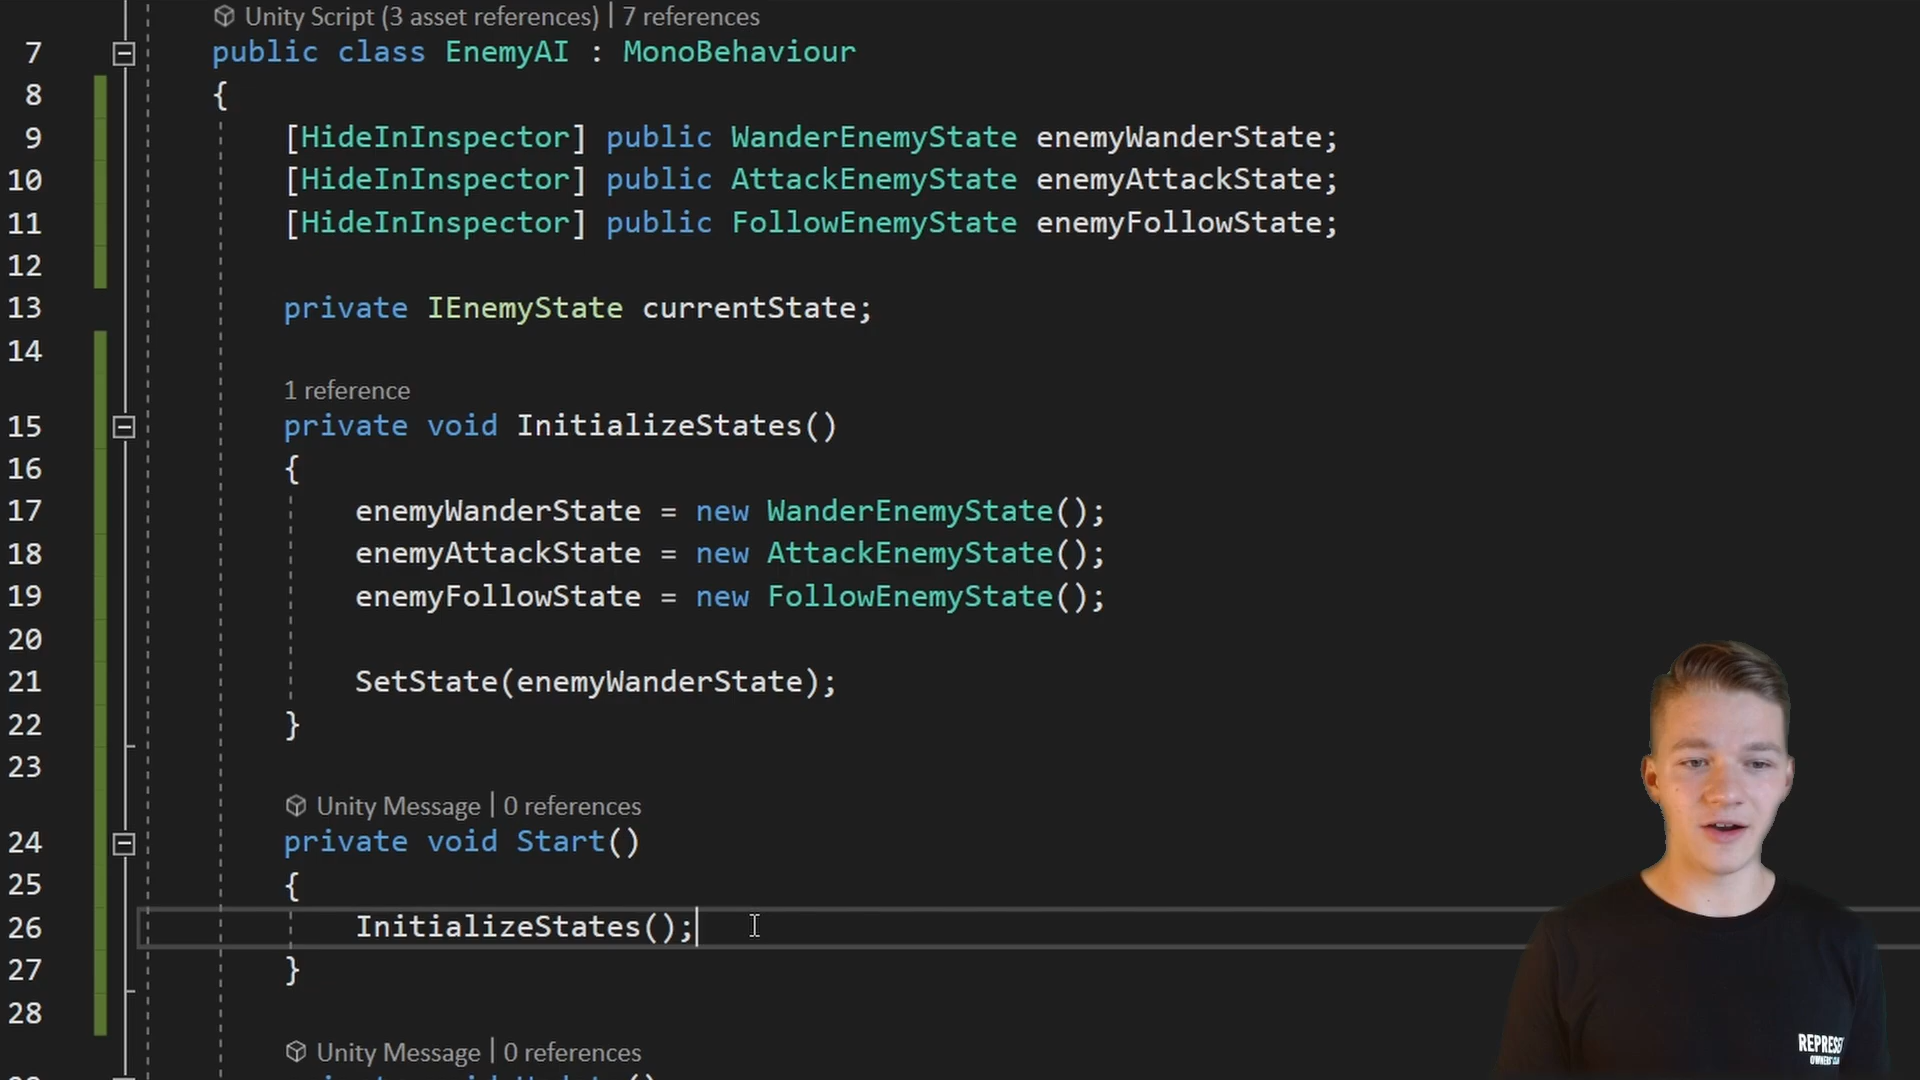 Unity Script (3 asset references) | 7 references
7 public class EnemyAI : MonoBehaviour
8 {
9 [HideInInspector] public WanderEnemyState enemyWanderState;
10 [HideInInspector] public AttackEnemyState enemyAttackState;
11 [HideInInspector] public FollowEnemyState enemyFollowState;
12
13 private IEnemyState currentState;
14
1 reference
15 private void InitializeStates()
16 {
17 enemyWanderState = new WanderEnemyState();
18 enemyAttackState = new AttackEnemyState();
19 enemyFollowState = new FollowEnemyState();
20
21 SetState(enemyWanderState);
22 }
23
Unity Message | 0 references
24 private void Start()
25 {
26 InitializeStates();
27 }
28
Unity Message | 0 references